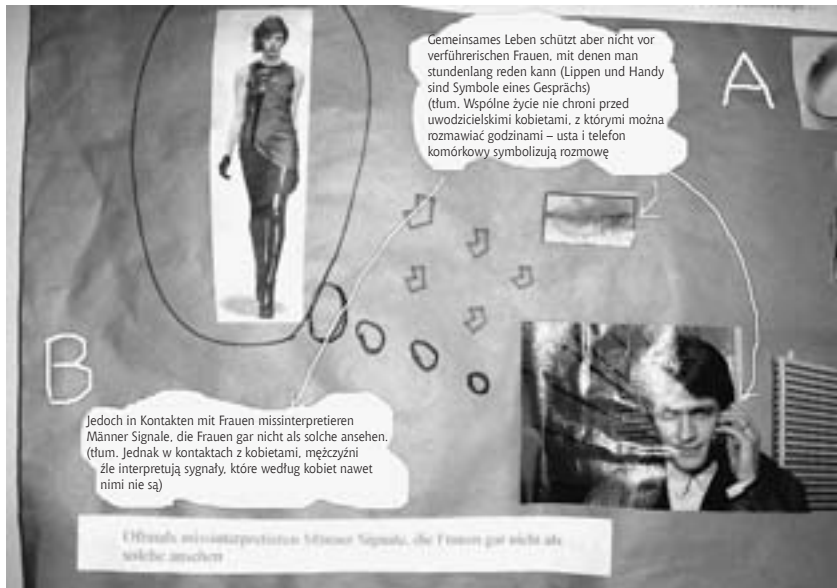 Gemeinsames Leben schützt aber nicht vor
verführerischen Frauen, mit denen man
stundenlang reden kann (Lippen und Handy
sind Symbole eines Gesprächs)
(tłum. Wspólne życie nie chroni przed
uwodzicielskimi kobietami, z którymi można
rozmawiać godzinami – usta i telefon
komórkowy symbolizują rozmowę
A
B
Jedoch in Kontakten mit Frauen missinterpretieren
Männer Signale, die Frauen gar nicht als solche ansehen.
(tłum. Jednak w kontaktach z kobietami, mężczyźni
źle interpretują sygnały, które według kobiet nawet
nimi nie są)
Oftmals missinterpretieren Männer Signale, die Frauen gar nicht als
solche ansehen